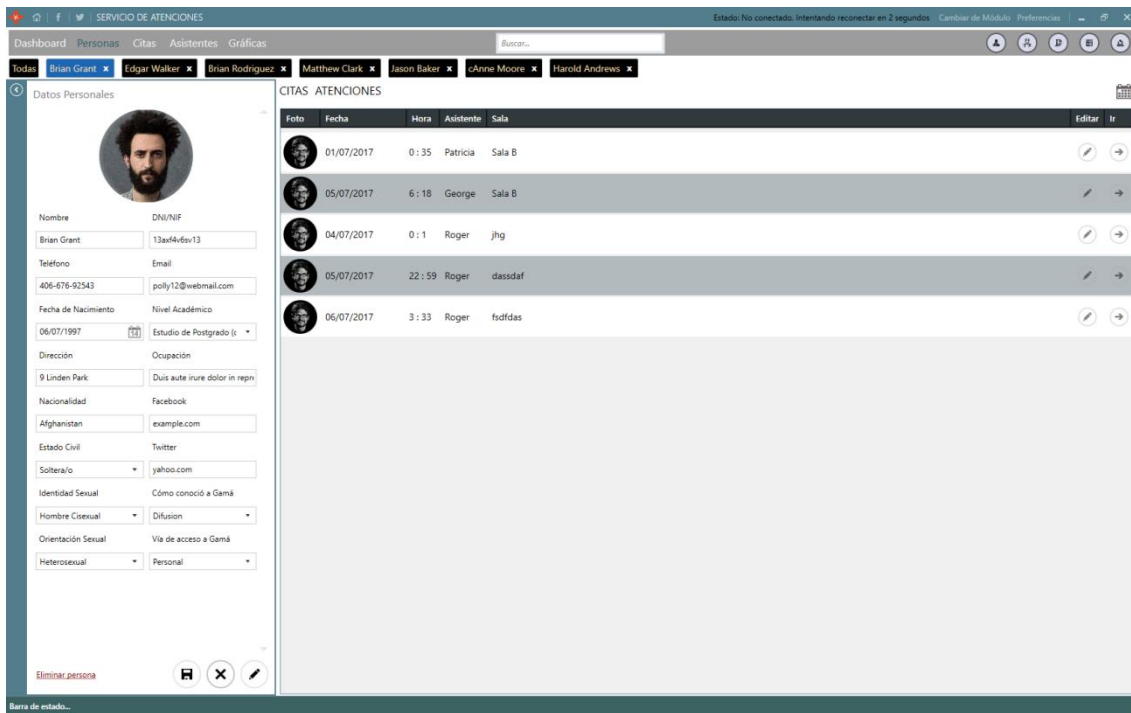 SERVICIO DE ATENCIONES
Estado: No conectado. Intentando reconectar en 2 segundos Cambiar de Módulo Preferencias
Dashboard Personas Citas Asistentes Gráficas
Buscar...
Todas Brian Grant x Edgar Walker x Brian Rodriguez x Matthew Clark x Jason Baker x cAnne Moore x Harold Andrews x
Datos Personales
CITAS ATENCIONES
Foto Fecha Hora Asistente Sala Editar Ir
01/07/2017 0 : 35 Patricia Sala B
05/07/2017 6 : 18 George Sala B
04/07/2017 0 : 1 Roger jhg
05/07/2017 22 : 59 Roger dassdaf
06/07/2017 3 : 33 Roger fsdfdas
Nombre DNI/NIF
Brian Grant 13axf4v6sv13
Teléfono Email
406-676-92543 polly12@webmail.com
Fecha de Nacimiento Nivel Académico
06/07/1997 14 Estudio de Postgrado (c
Dirección Ocupación
9 Linden Park Duis aute irure dolor in repr
Nacionalidad Facebook
Afghanistan example.com
Estado Civil Twitter
Soltera/o yahoo.com
Identidad Sexual Cómo conoció a Gamá
Hombre Cisexual Difusion
Orientación Sexual Vía de acceso a Gamá
Heterosexual Personal
Eliminar persona
Barra de estado...